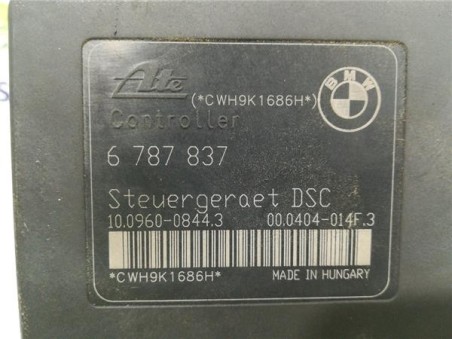 Ate
(*CWH9K1686H*)
BMW
Controller
6 787 837
Steuergeraet DSC
10.0960-0844.3 00.0404-014F.3
*CWH9K1686H*
MADE IN HUNGARY